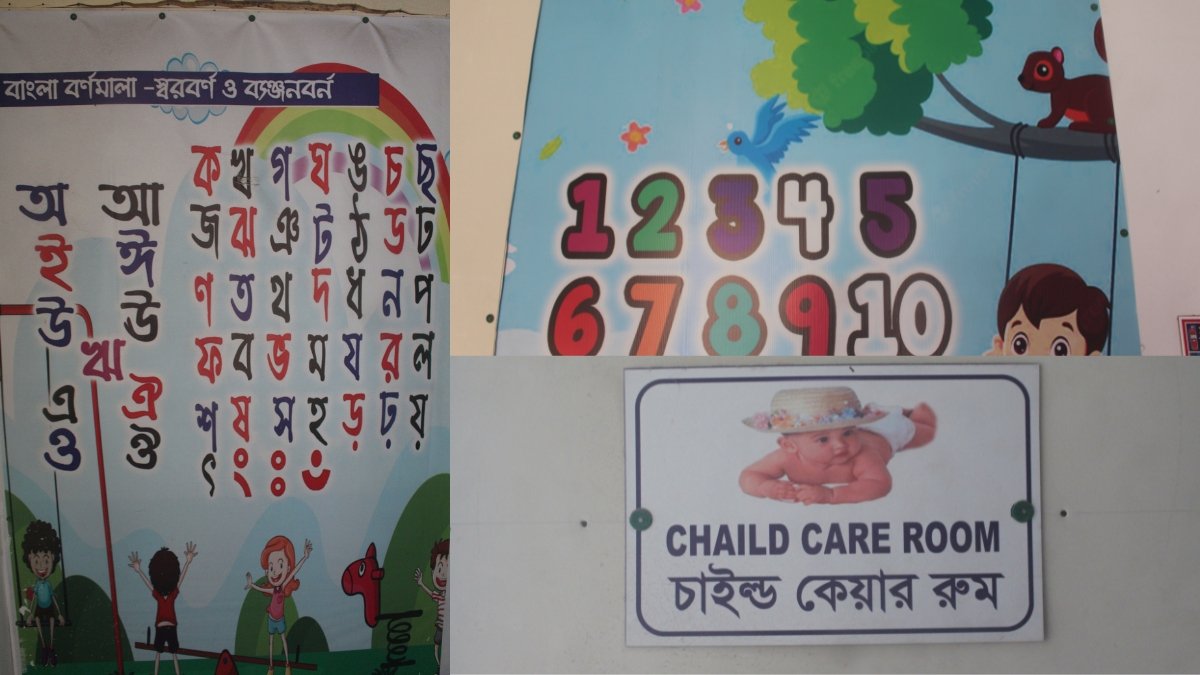 বাংলা বর্ণমালা -স্বরবর্ণ ও ব্যঞ্জনবর্ন
অ আ
ই ঈ
উ উ
ঋ
এ ঐ
ও ঔ
ক খ গ ঘ ঙ চ ছ
জ ঝ ঞ ট ঠ ড ঢ
ণ ত থ দ ধ ন প
ফ ব ভ ম য র ল
শ ষ স হ ড় ঢ় য়
ৎ ং ঃ ঁ
1 2 3 4 5
6 7 8 9 10
CHAILD CARE ROOM
চাইল্ড কেয়ার রুম